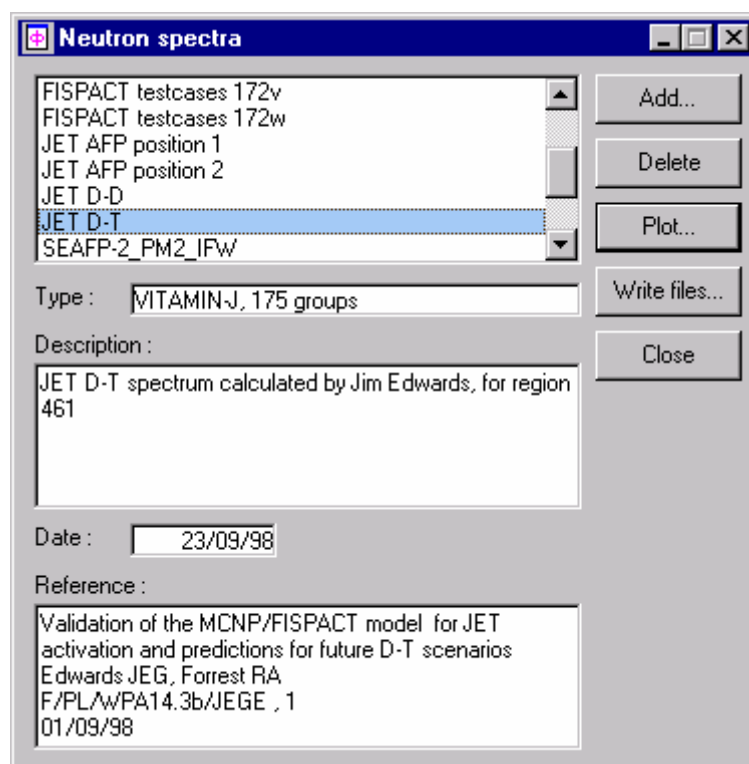 Neutron spectra
FISPACT testcases 172v
FISPACT testcases 172w
JET AFP position 1
JET AFP position 2
JET D-D
JET D-T
SEAFP-2_PM2_IFW
Add...
Delete
Plot...
Write files...
Close
Type : VITAMIN-J, 175 groups
Description :
JET D-T spectrum calculated by Jim Edwards, for region
461
Date : 23/09/98
Reference :
Validation of the MCNP/FISPACT model for JET
activation and predictions for future D-T scenarios
Edwards JEG, Forrest RA
F/PL/WPA14.3b/JEGE , 1
01/09/98